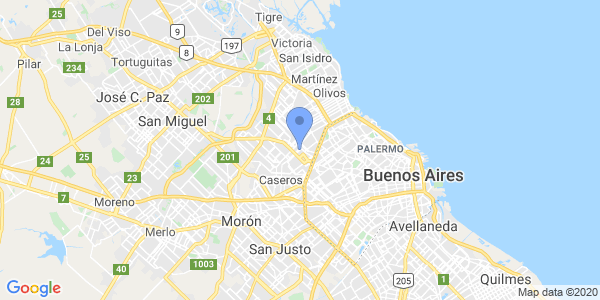 25
Tigre
Del Viso
9
La Lonja
8
197
Victoria
San Isidro
Pilar
Tortuguitas
234
Martínez
Olivos
José C. Paz
202
28
San Miguel
4
PALERMO
201
24
25
23
Caseros
Buenos Aires
7
Moreno
Morón
Merlo
Avellaneda
San Justo
1003
40
205
1
Quilmes
Google
Map data ©2020